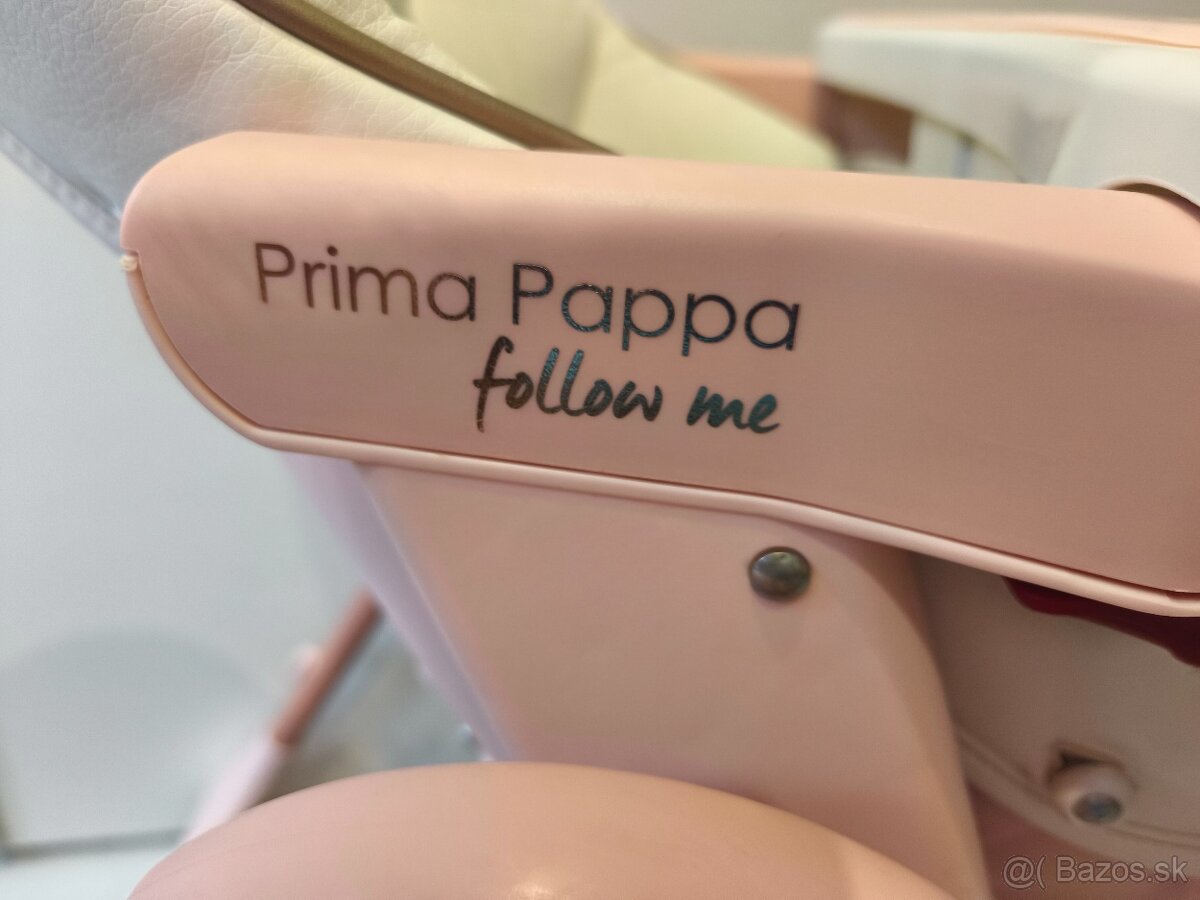 Prima Pappa
follow me
@( Bazos.sk